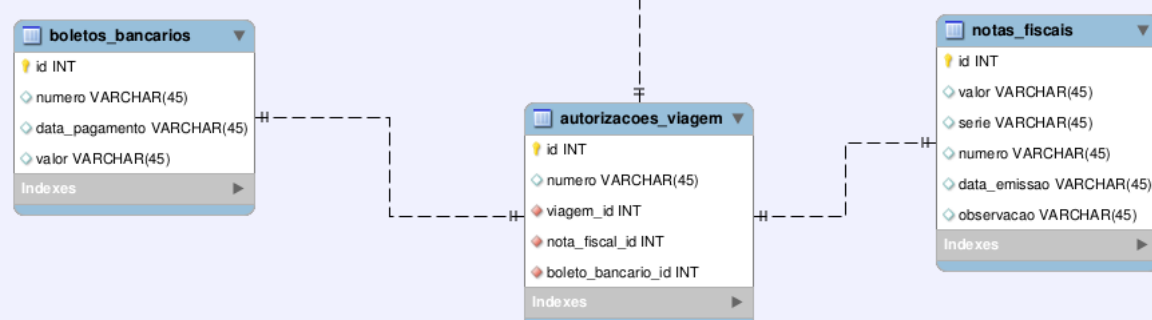 boletos_bancarios
id INT
numero VARCHAR(45)
data_pagamento VARCHAR(45)
valor VARCHAR(45)
Indexes
autorizacoes_viagem
id INT
numero VARCHAR(45)
viagem_id INT
nota_fiscal_id INT
boleto_bancario_id INT
Indexes
notas_fiscais
id INT
valor VARCHAR(45)
serie VARCHAR(45)
numero VARCHAR(45)
data_emissao VARCHAR(45)
observacao VARCHAR(45)
Indexes